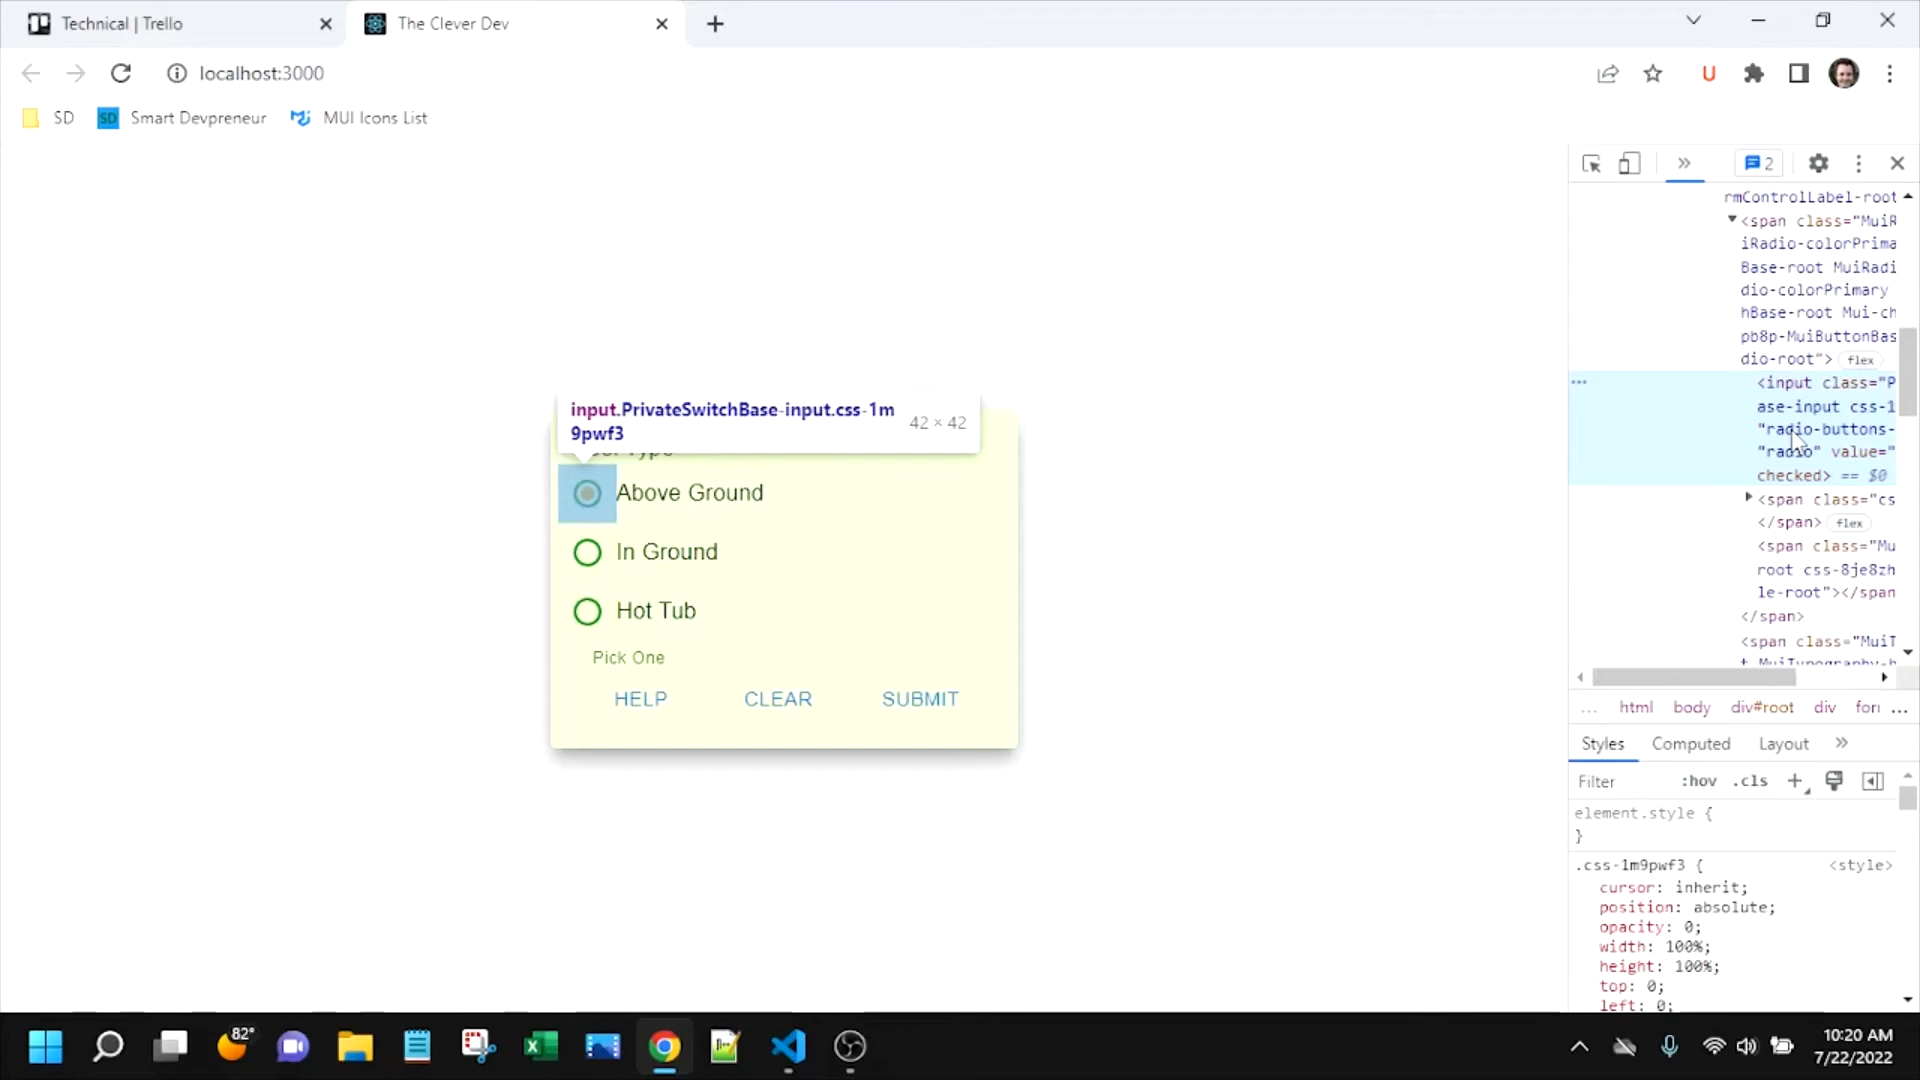 Technical | Trello
The Clever Dev
localhost:3000
U
SD
SD Smart Devpreneur
MUI Icons List
2
rmControlLabel-root
<span class="MuiR
iRadio-colorPrima
Base-root MuiRadi
dio-colorPrimary
hBase-root Mui-ch
pb8p-MuiButtonBas
dio-root"> flex
<input class="P
ase-input css-1
"radio-buttons-
"radio" value="
checked> == $0
<span class="cs
</span> flex
<span class="Mu
root css-8je8zh
le-root"></span
</span>
<span class="MuiT
input.PrivateSwitchBase-input.css-1m
9pwf3
42 × 42
Type
Above Ground
In Ground
Hot Tub
Pick One
HELP CLEAR SUBMIT
... html body div#root div for ...
Styles Computed Layout
Filter :hov .cls
element.style {
}
.css-1m9pwf3 { <style>
cursor: inherit;
position: absolute;
opacity: 0;
width: 100%;
height: 100%;
top: 0;
left: 0;
82°
10:20 AM
7/22/2022